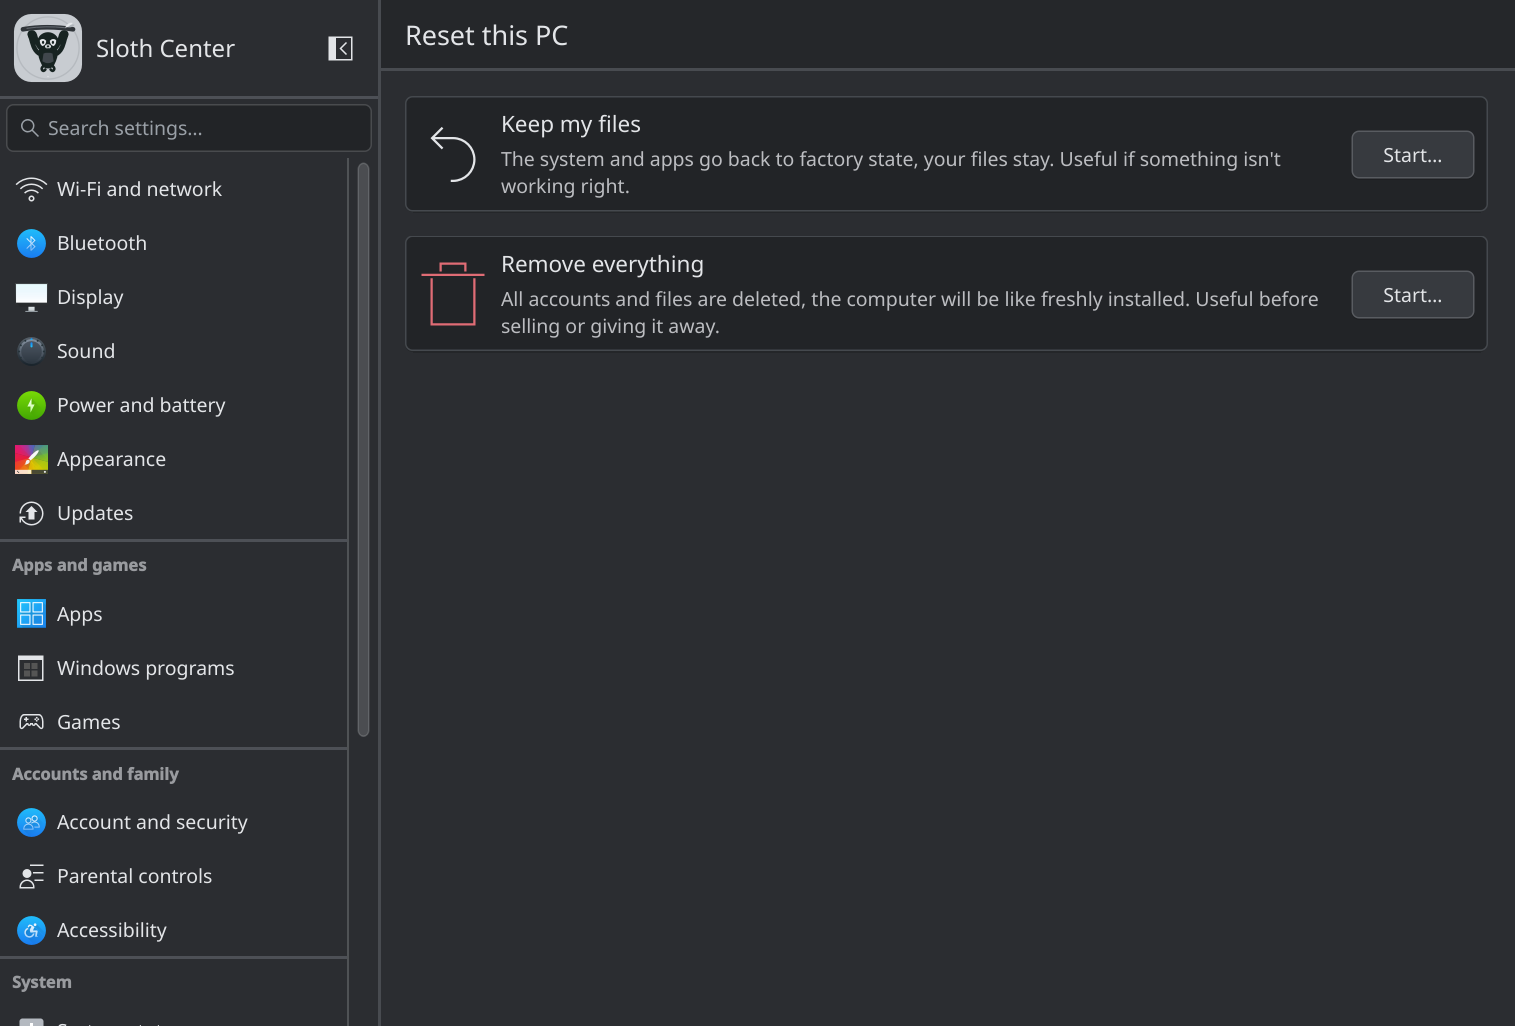 Sloth Center
Search settings...
Wi-Fi and network
Bluetooth
Display
Sound
Power and battery
Appearance
Updates
Apps and games
Apps
Windows programs
Games
Accounts and family
Account and security
Parental controls
Accessibility
System
Reset this PC
Keep my files
The system and apps go back to factory state, your files stay. Useful if something isn't
working right.
Start...
Remove everything
All accounts and files are deleted, the computer will be like freshly installed. Useful before
selling or giving it away.
Start...